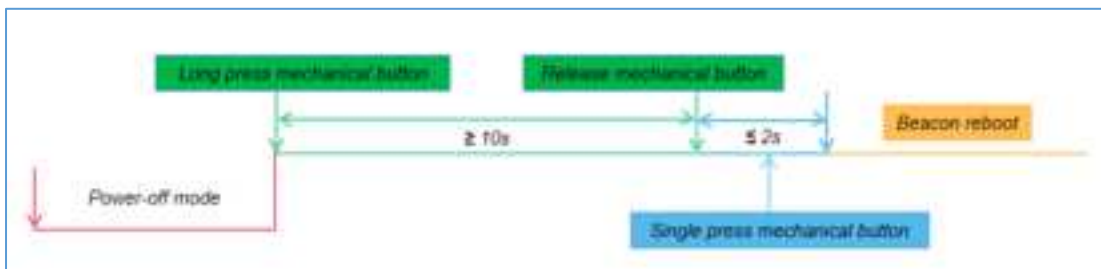 Long press mechanical button
Release mechanical button
Beacon reboot
≥ 10s
≤ 2s
Power-off mode
Single press mechanical button